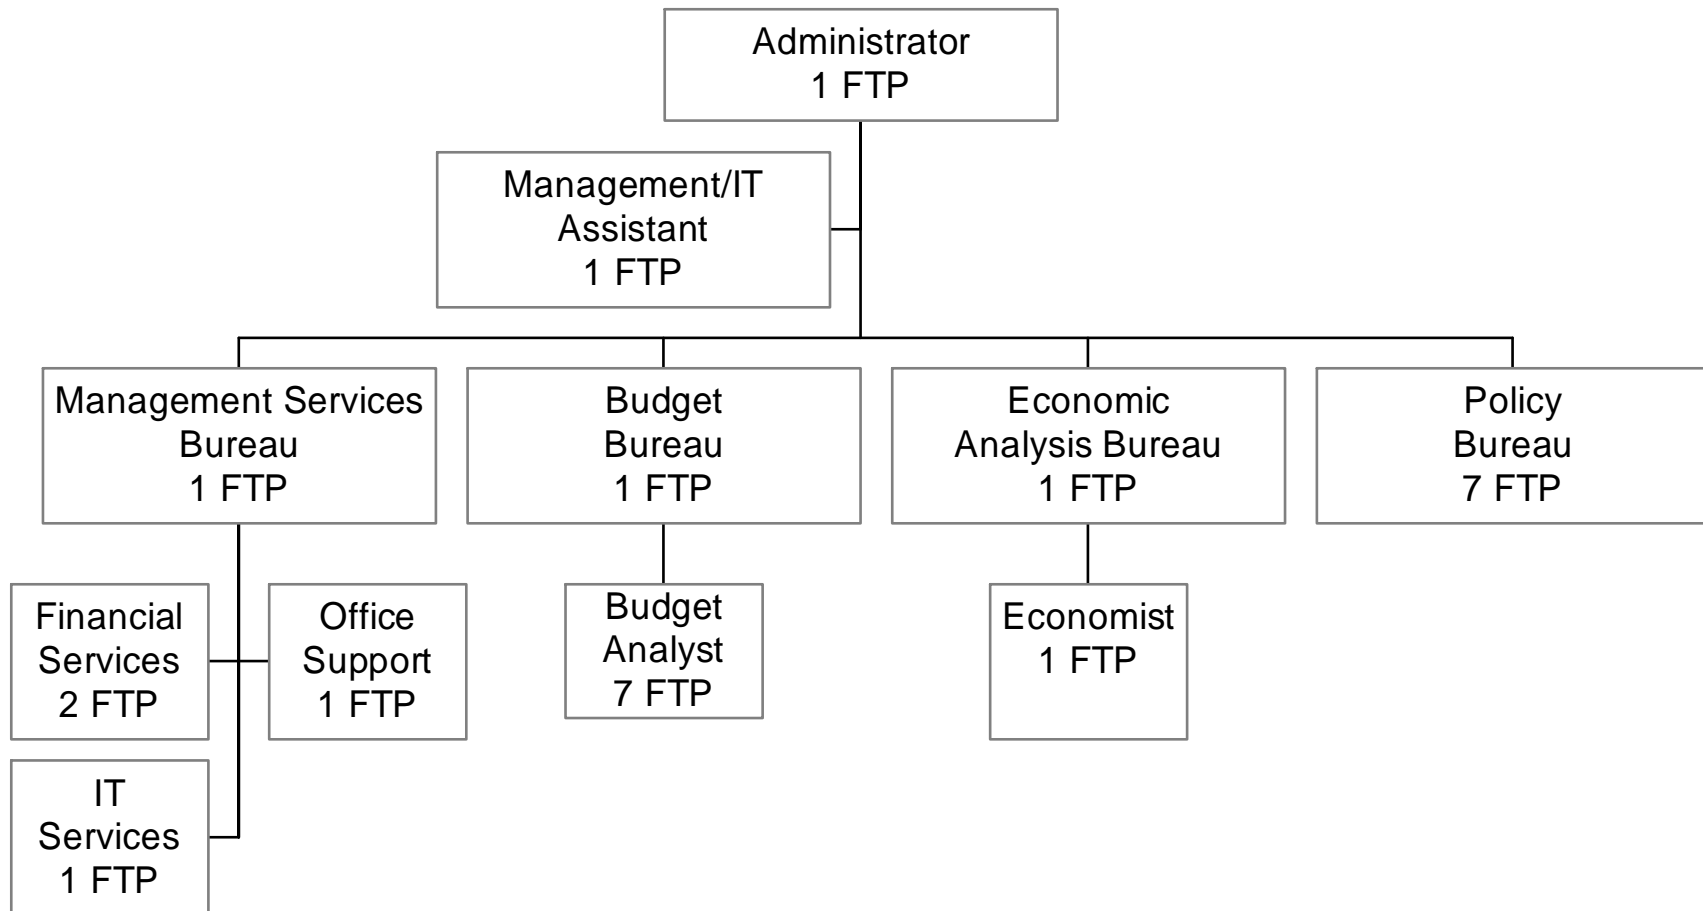 Administrator
1 FTP
Management/IT
Assistant
1 FTP
Management Services
Bureau
1 FTP
Budget
Bureau
1 FTP
Economic
Analysis Bureau
1 FTP
Policy
Bureau
7 FTP
Financial
Services
2 FTP
Office
Support
1 FTP
Budget
Analyst
7 FTP
Economist
1 FTP
IT
Services
1 FTP